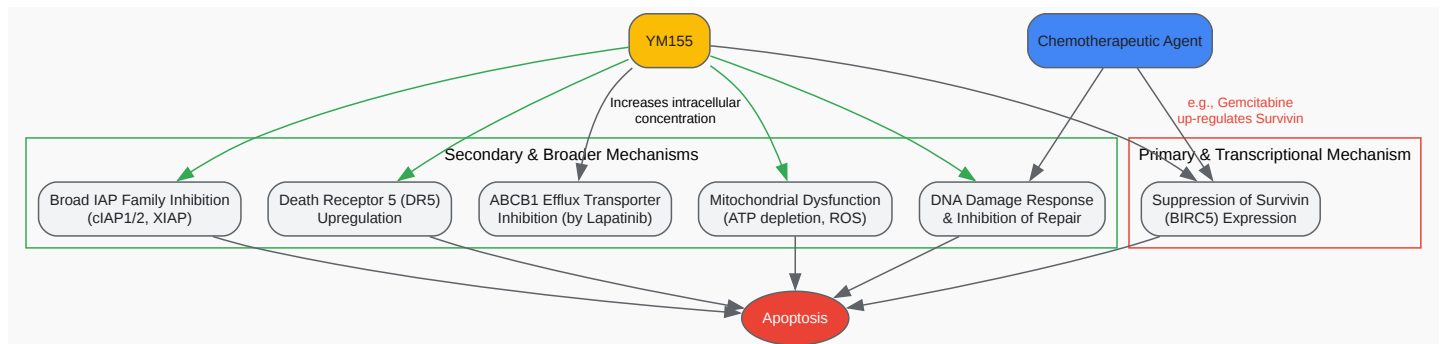 YM155
Chemotherapeutic Agent
Increases intracellular
concentration
e.g., Gemcitabine
up-regulates Survivin
Secondary & Broader Mechanisms
Primary & Transcriptional Mechanism
Broad IAP Family Inhibition
(cIAP1/2, XIAP)
Death Receptor 5 (DR5)
Upregulation
ABCB1 Efflux Transporter
Inhibition (by Lapatinib)
Mitochondrial Dysfunction
(ATP depletion, ROS)
DNA Damage Response
& Inhibition of Repair
Suppression of Survivin
(BIRC5) Expression
Apoptosis